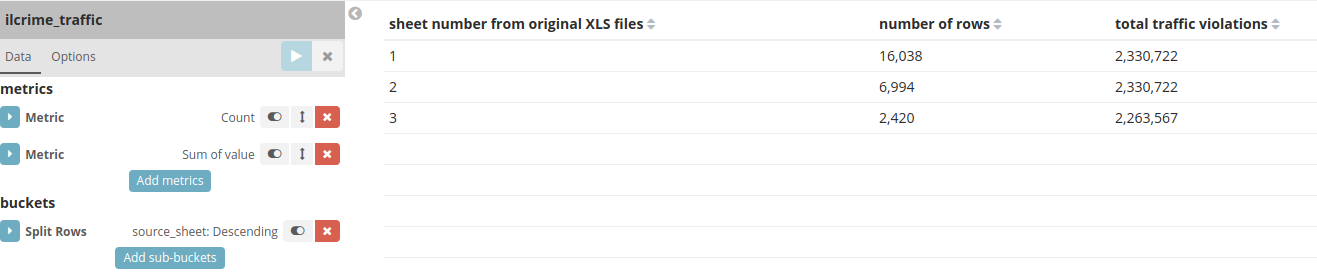 ilcrime_traffic
Data Options
metrics
Metric Count
Metric Sum of value
Add metrics
buckets
Split Rows source_sheet: Descending
Add sub-buckets
sheet number from original XLS files number of rows total traffic violations
1 16,038 2,330,722
2 6,994 2,330,722
3 2,420 2,263,567